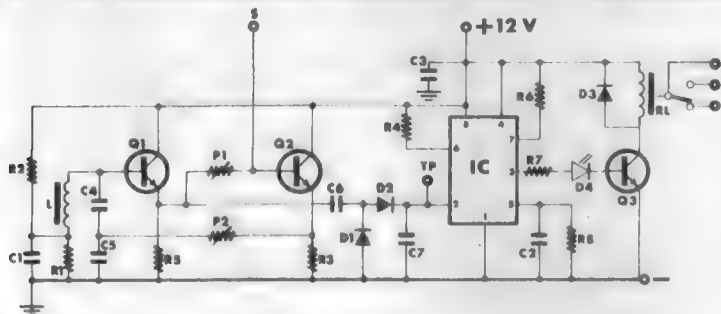 S
+12 V
C3
D3
RL
R2
Q1
P1
Q2
R4
R6
8
4
7
6
IC
TP
3
R7
D4
Q3
L
C4
C6
D2
2
5
P2
C1
R1
C5
R5
R3
D1
C7
1
C2
R8
−